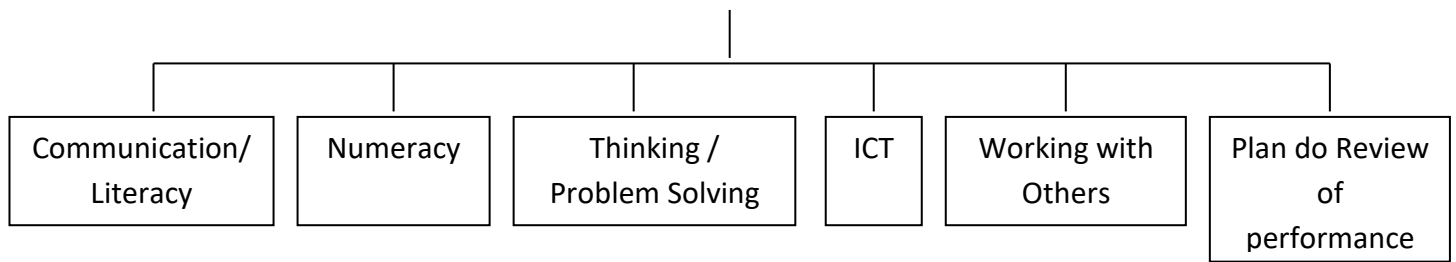 Communication/
Literacy
Numeracy
Thinking /
Problem Solving
ICT
Working with
Others
Plan do Review
of
performance